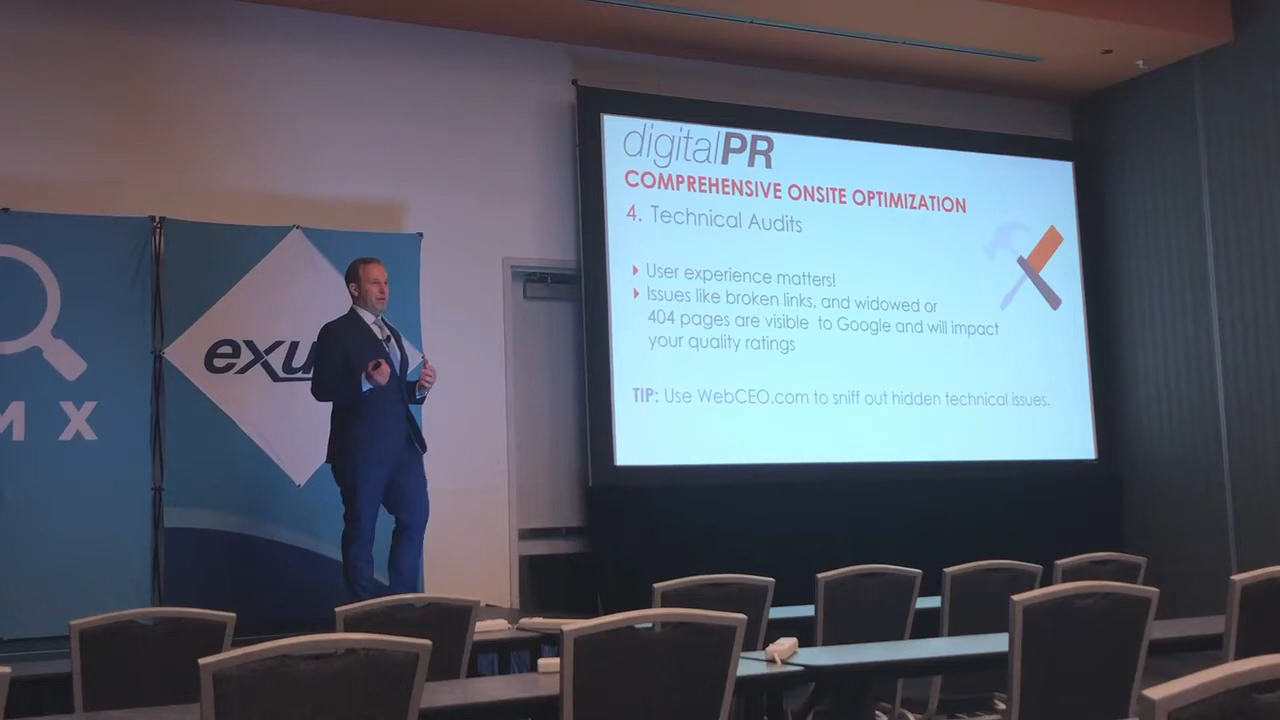 digitalPR
COMPREHENSIVE ONSITE OPTIMIZATION
4. Technical Audits
User experience matters!
Issues like broken links, and widowed or
404 pages are visible to Google and will impact
your quality ratings
TIP: Use WebCEO.com to sniff out hidden technical issues.
exu
M X